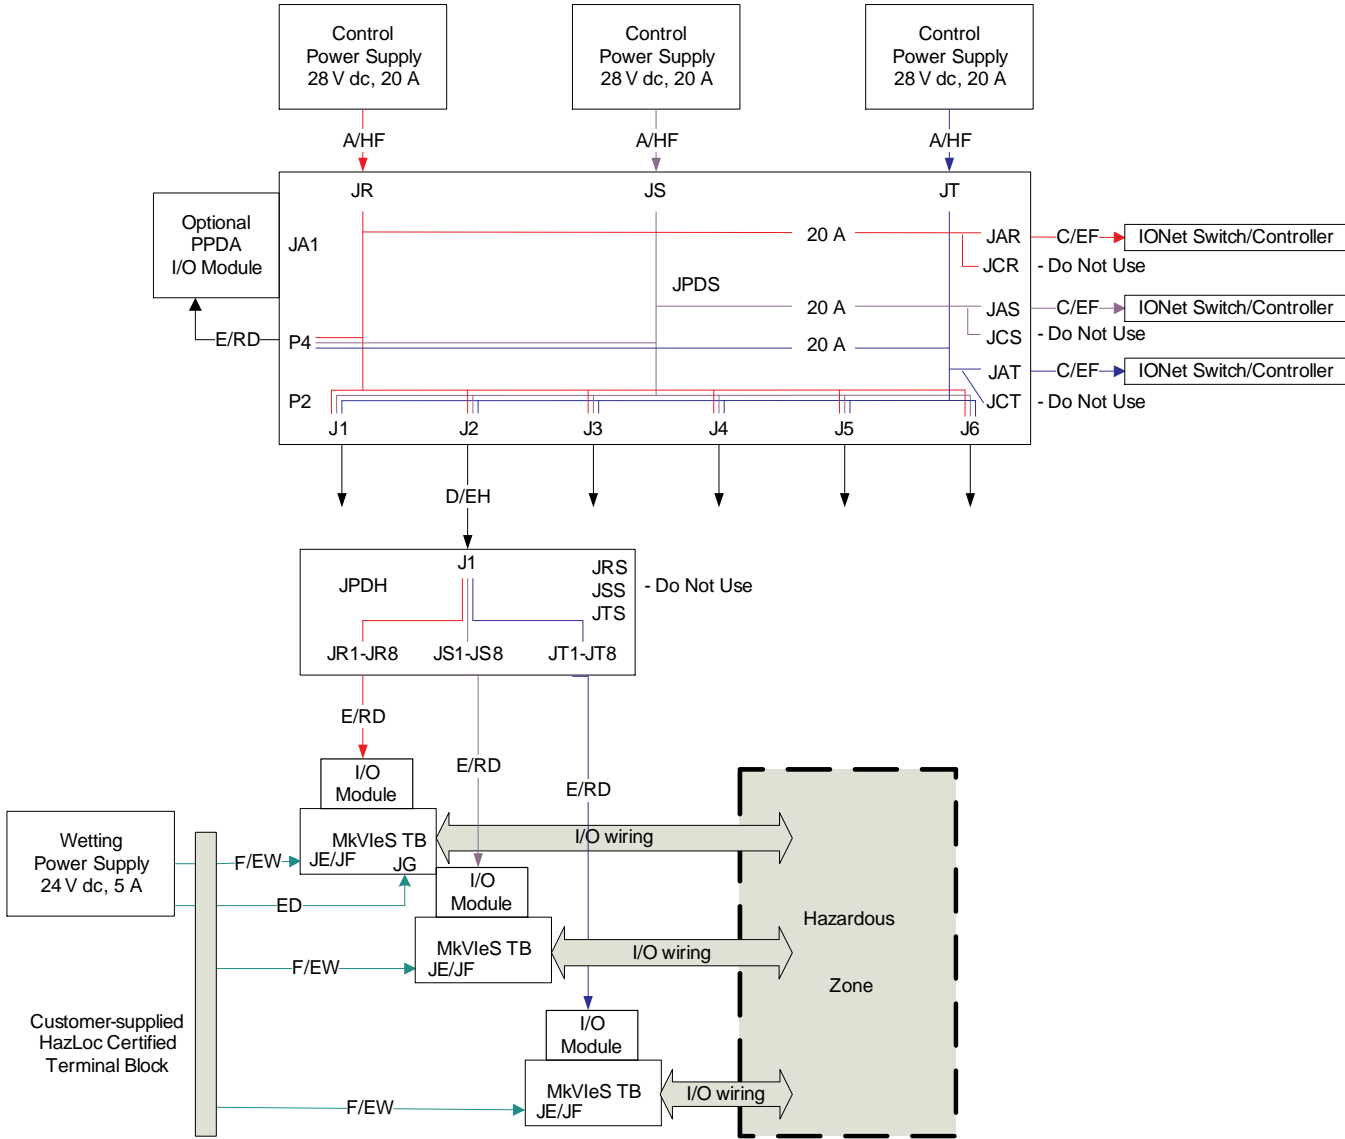 Control
Power Supply
28 V dc, 20 A
Control
Power Supply
28 V dc, 20 A
Control
Power Supply
28 V dc, 20 A
A/HF
A/HF
A/HF
JR
JS
JT
Optional
PPDA
I/O Module
JA1
20 A
JAR
C/EF
IONet Switch/Controller
JCR
- Do Not Use
JPDS
20 A
JAS
C/EF
IONet Switch/Controller
JCS
- Do Not Use
E/RD
P4
20 A
JAT
C/EF
IONet Switch/Controller
P2
JCT
- Do Not Use
J1
J2
J3
J4
J5
J6
D/EH
J1
JPDH
JRS
JSS
JTS
- Do Not Use
JR1-JR8
JS1-JS8
JT1-JT8
E/RD
E/RD
E/RD
I/O
Module
Wetting
Power Supply
24 V dc, 5 A
F/EW
MkVIeS TB
JE/JF
JG
I/O wiring
ED
I/O
Module
MkVIeS TB
JE/JF
I/O wiring
F/EW
Hazardous
Zone
Customer-supplied
HazLoc Certified
Terminal Block
I/O
Module
MkVIeS TB
JE/JF
I/O wiring
F/EW